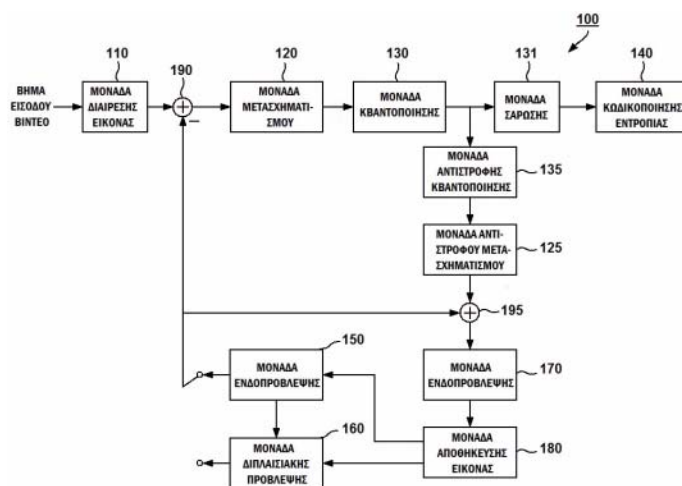 100
110
190
120
130
131
140
ΒΗΜΑ
ΕΙΣΟΔΟΥ
ΒΙΝΤΕΟ
ΜΟΝΑΔΑ
ΔΙΑΙΡΕΣΗΣ
ΕΙΚΟΝΑΣ
ΜΟΝΑΔΑ
ΜΕΤΑΣΧΗΜΑΤΙ-
ΣΜΟΥ
ΜΟΝΑΔΑ
ΚΒΑΝΤΟΠΟΙΗΣΗΣ
ΜΟΝΑΔΑ
ΣΑΡΩΣΗΣ
ΜΟΝΑΔΑ
ΚΩΔΙΚΟΠΟΙΗΣΗΣ
ΕΝΤΡΟΠΙΑΣ
ΜΟΝΑΔΑ
ΑΝΤΙΣΤΡΟΦΗΣ
ΚΒΑΝΤΟΠΟΙΗΣΗΣ
135
ΜΟΝΑΔΑ ΑΝΤΙ-
ΣΤΡΟΦΟΥ ΜΕΤΑ-
ΣΧΗΜΑΤΙΣΜΟΥ
125
195
150
ΜΟΝΑΔΑ
ΕΝΔΟΠΡΟΒΛΕΨΗΣ
ΜΟΝΑΔΑ
ΕΝΔΟΠΡΟΒΛΕΨΗΣ
170
160
ΜΟΝΑΔΑ
ΔΙΠΛΑΙΣΙΑΚΗΣ
ΠΡΟΒΛΕΨΗΣ
ΜΟΝΑΔΑ
ΑΠΟΘΗΚΕΥΣΗΣ
ΕΙΚΟΝΑΣ
180